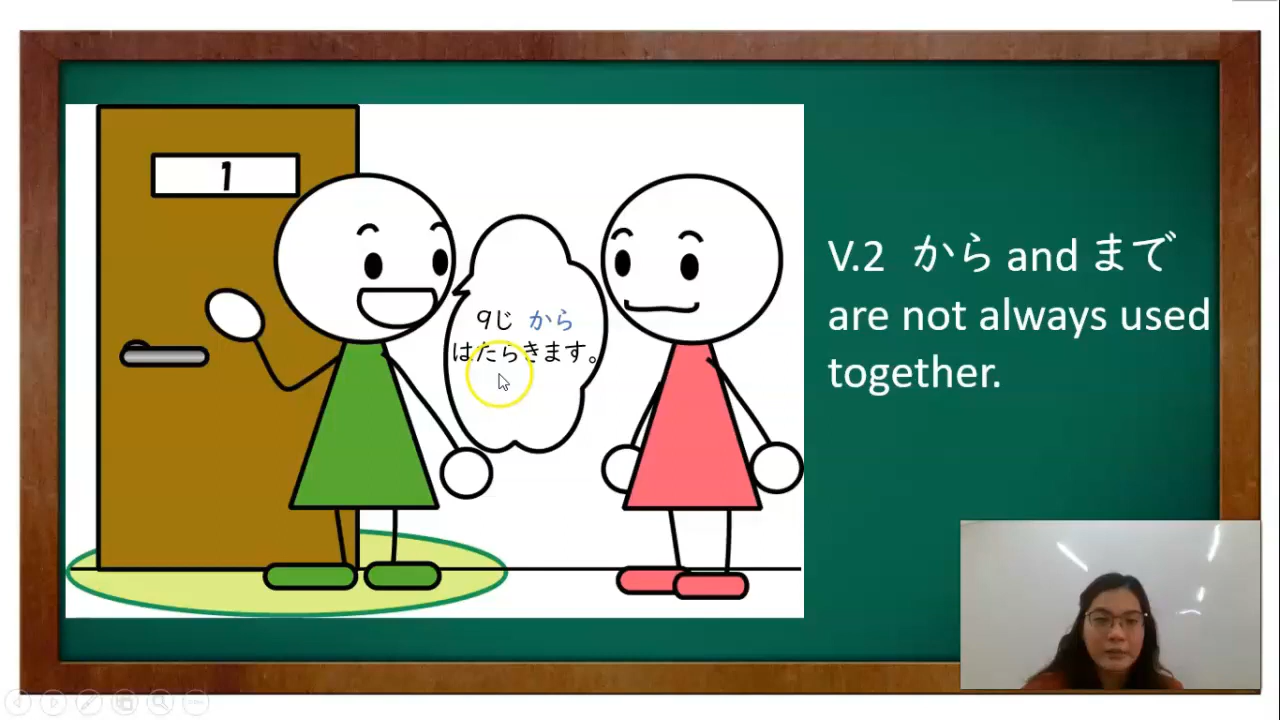 1
9じ から
はたらきます。
V.2 から and まで
are not always used
together.